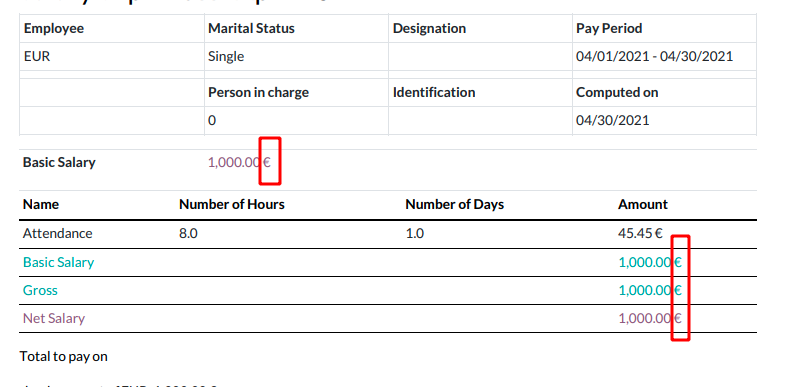 Employee Marital Status Designation Pay Period
EUR Single 04/01/2021 - 04/30/2021
Person in charge Identification Computed on
0 04/30/2021
Basic Salary 1,000.00 €
Name Number of Hours Number of Days Amount
Attendance 8.0 1.0 45.45 €
Basic Salary 1,000.00 €
Gross 1,000.00 €
Net Salary 1,000.00 €
Total to pay on